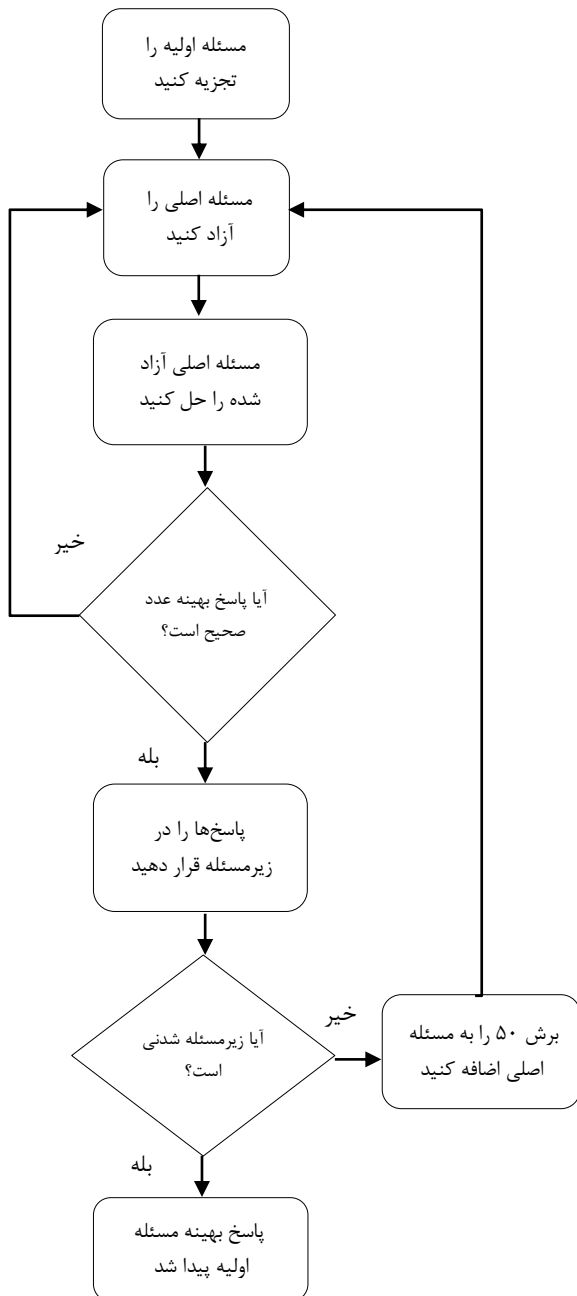 مسئله اولیه را
تجزیه کنید
مسئله اصلی را
آزاد کنید
مسئله اصلی آزاد
شده را حل کنید
خیر
آیا پاسخ بهینه عدد
صحیح است؟
بله
پاسخ‌ها را در
زیرمسئله قرار دهید
آیا زیرمسئله شدنی
است؟
خیر
برش ۵۰ را به مسئله
اصلی اضافه کنید
بله
پاسخ بهینه مسئله
اولیه پیدا شد